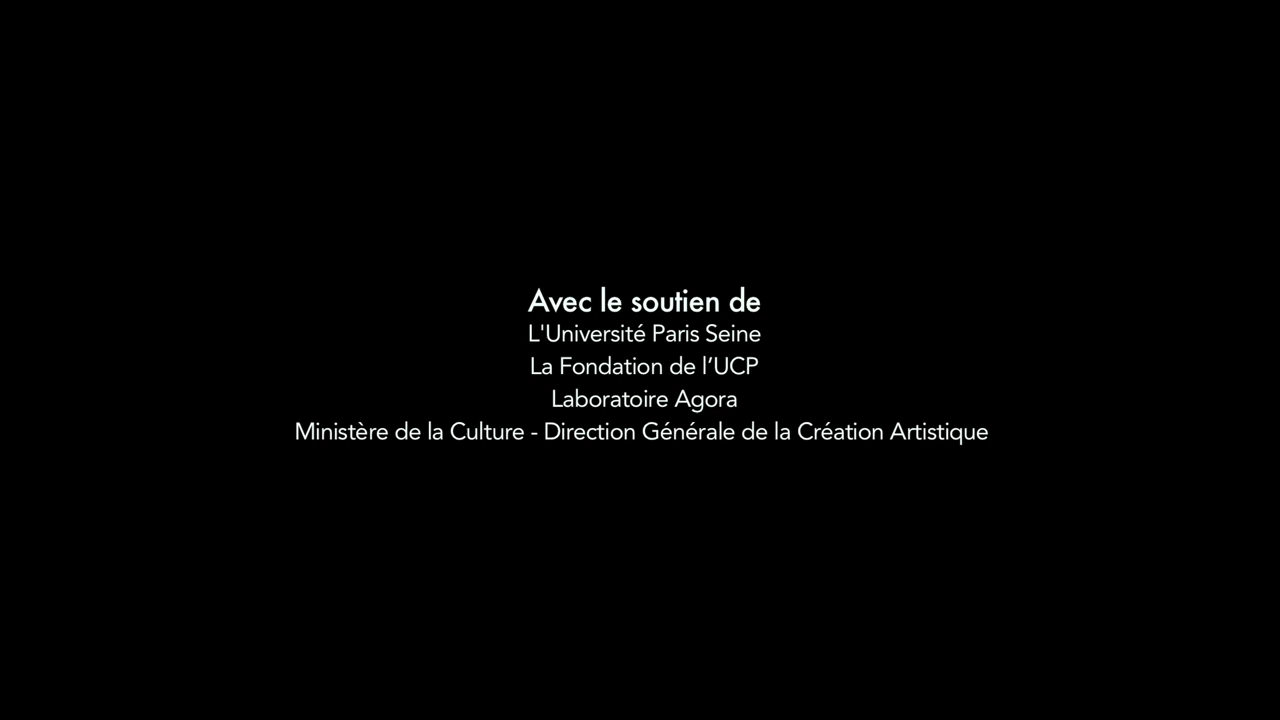 Avec le soutien de
L'Université Paris Seine
La Fondation de l’UCP
Laboratoire Agora
Ministère de la Culture - Direction Générale de la Création Artistique